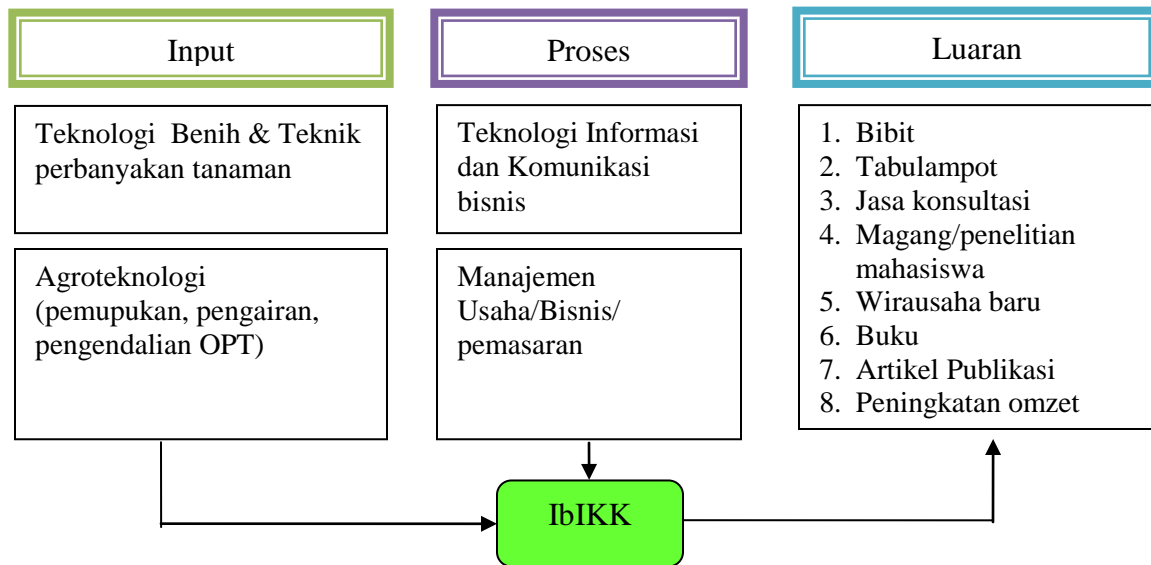 Input
Teknologi Benih & Teknik
perbanyakan tanaman
Agroteknologi
(pemupukan, pengairan,
pengendalian OPT)
Proses
Teknologi Informasi
dan Komunikasi
bisnis
Manajemen
Usaha/Bisnis/
pemasaran
Luaran
1. Bibit
2. Tabulampot
3. Jasa konsultasi
4. Magang/penelitian
mahasiswa
5. Wirausaha baru
6. Buku
7. Artikel Publikasi
8. Peningkatan omzet
IbIKK